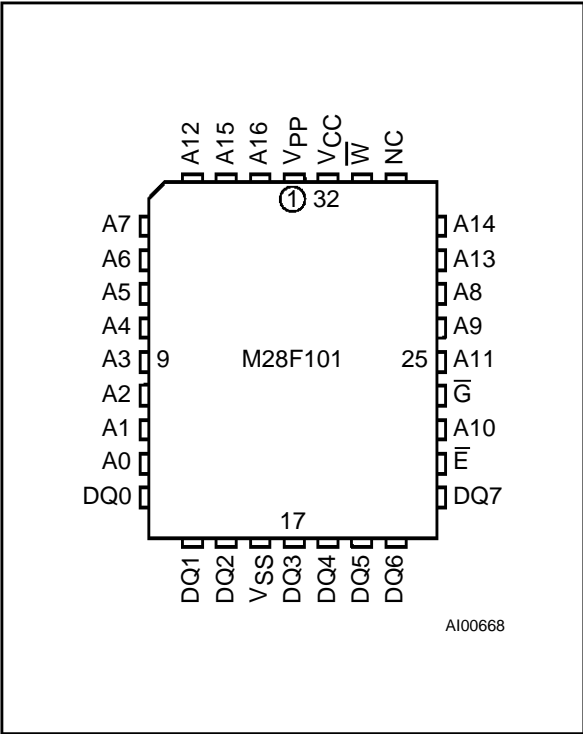 A12 A15 A16 VPP VCC W̅ NC
1 32
A7 A14
A6 A13
A5 A8
A4 A9
A3 9 M28F101 25 A11
A2 G̅
A1 A10
A0 E̅
DQ0 DQ7
17
DQ1 DQ2 VSS DQ3 DQ4 DQ5 DQ6
AI00668